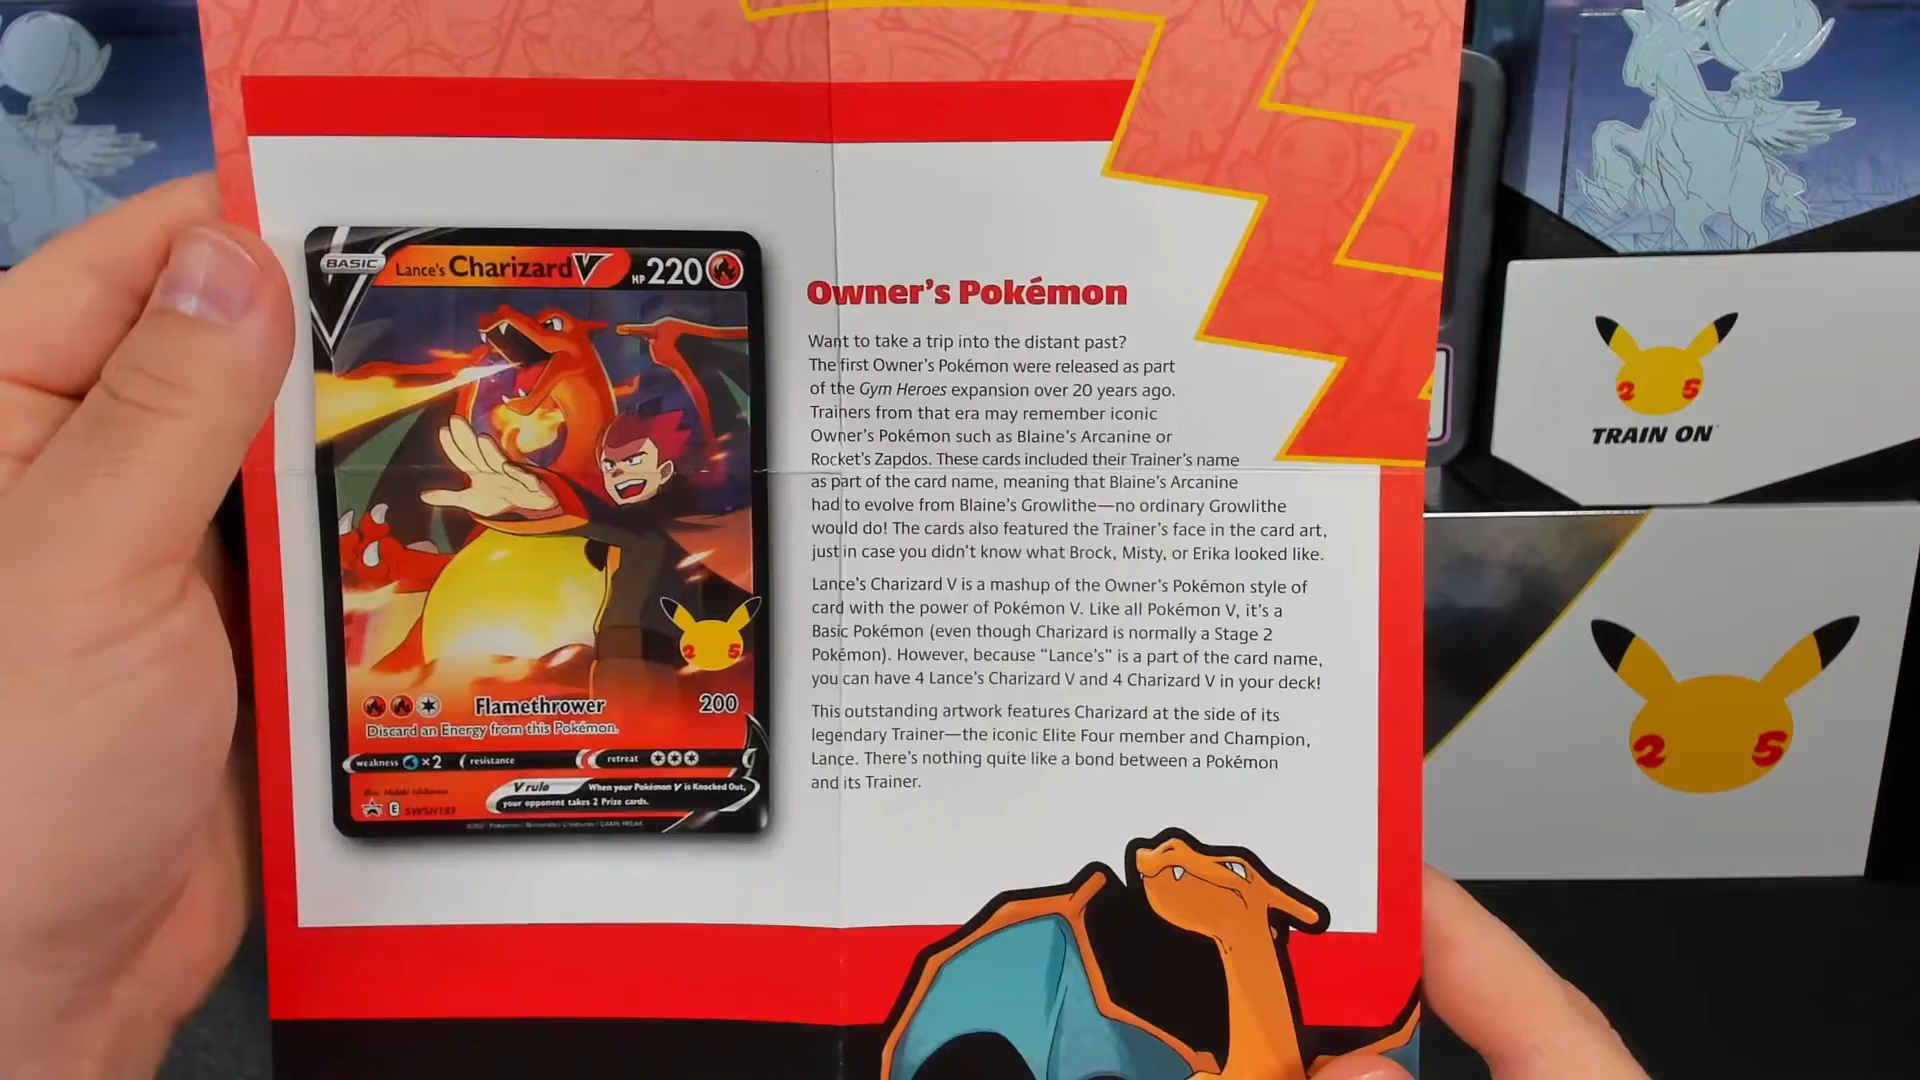 BASIC
Lance's Charizard V HP 220
Flamethrower 200
Discard an Energy from this Pokémon.
weakness ×2 resistance retreat
V rule When your Pokémon V is Knocked Out,
your opponent takes 2 Prize cards.
E SWSH133
25
Owner's Pokémon
Want to take a trip into the distant past?
The first Owner's Pokémon were released as part
of the Gym Heroes expansion over 20 years ago.
Trainers from that era may remember iconic
Owner's Pokémon such as Blaine's Arcanine or
Rocket's Zapdos. These cards included their Trainer's name
as part of the card name, meaning that Blaine's Arcanine
had to evolve from Blaine's Growlithe—no ordinary Growlithe
would do! The cards also featured the Trainer's face in the card art,
just in case you didn't know what Brock, Misty, or Erika looked like.
Lance's Charizard V is a mashup of the Owner's Pokémon style of
card with the power of Pokémon V. Like all Pokémon V, it's a
Basic Pokémon (even though Charizard is normally a Stage 2
Pokémon). However, because "Lance's" is a part of the card name,
you can have 4 Lance's Charizard V and 4 Charizard V in your deck!
This outstanding artwork features Charizard at the side of its
legendary Trainer—the iconic Elite Four member and Champion,
Lance. There's nothing quite like a bond between a Pokémon
and its Trainer.
25
TRAIN ON
25